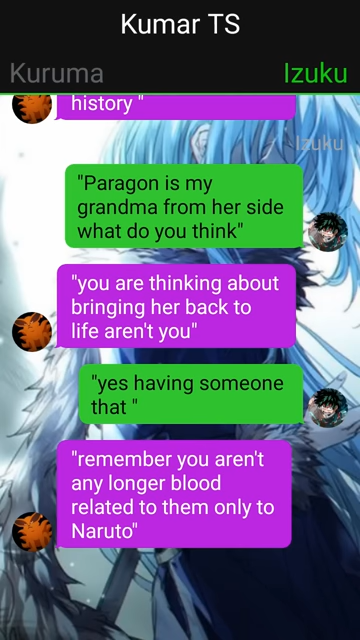 Kumar TS
Kuruma
Izuku
history "
Izuku
"Paragon is my
grandma from her side
what do you think"
"you are thinking about
bringing her back to
life aren't you"
"yes having someone
that "
"remember you aren't
any longer blood
related to them only to
Naruto"